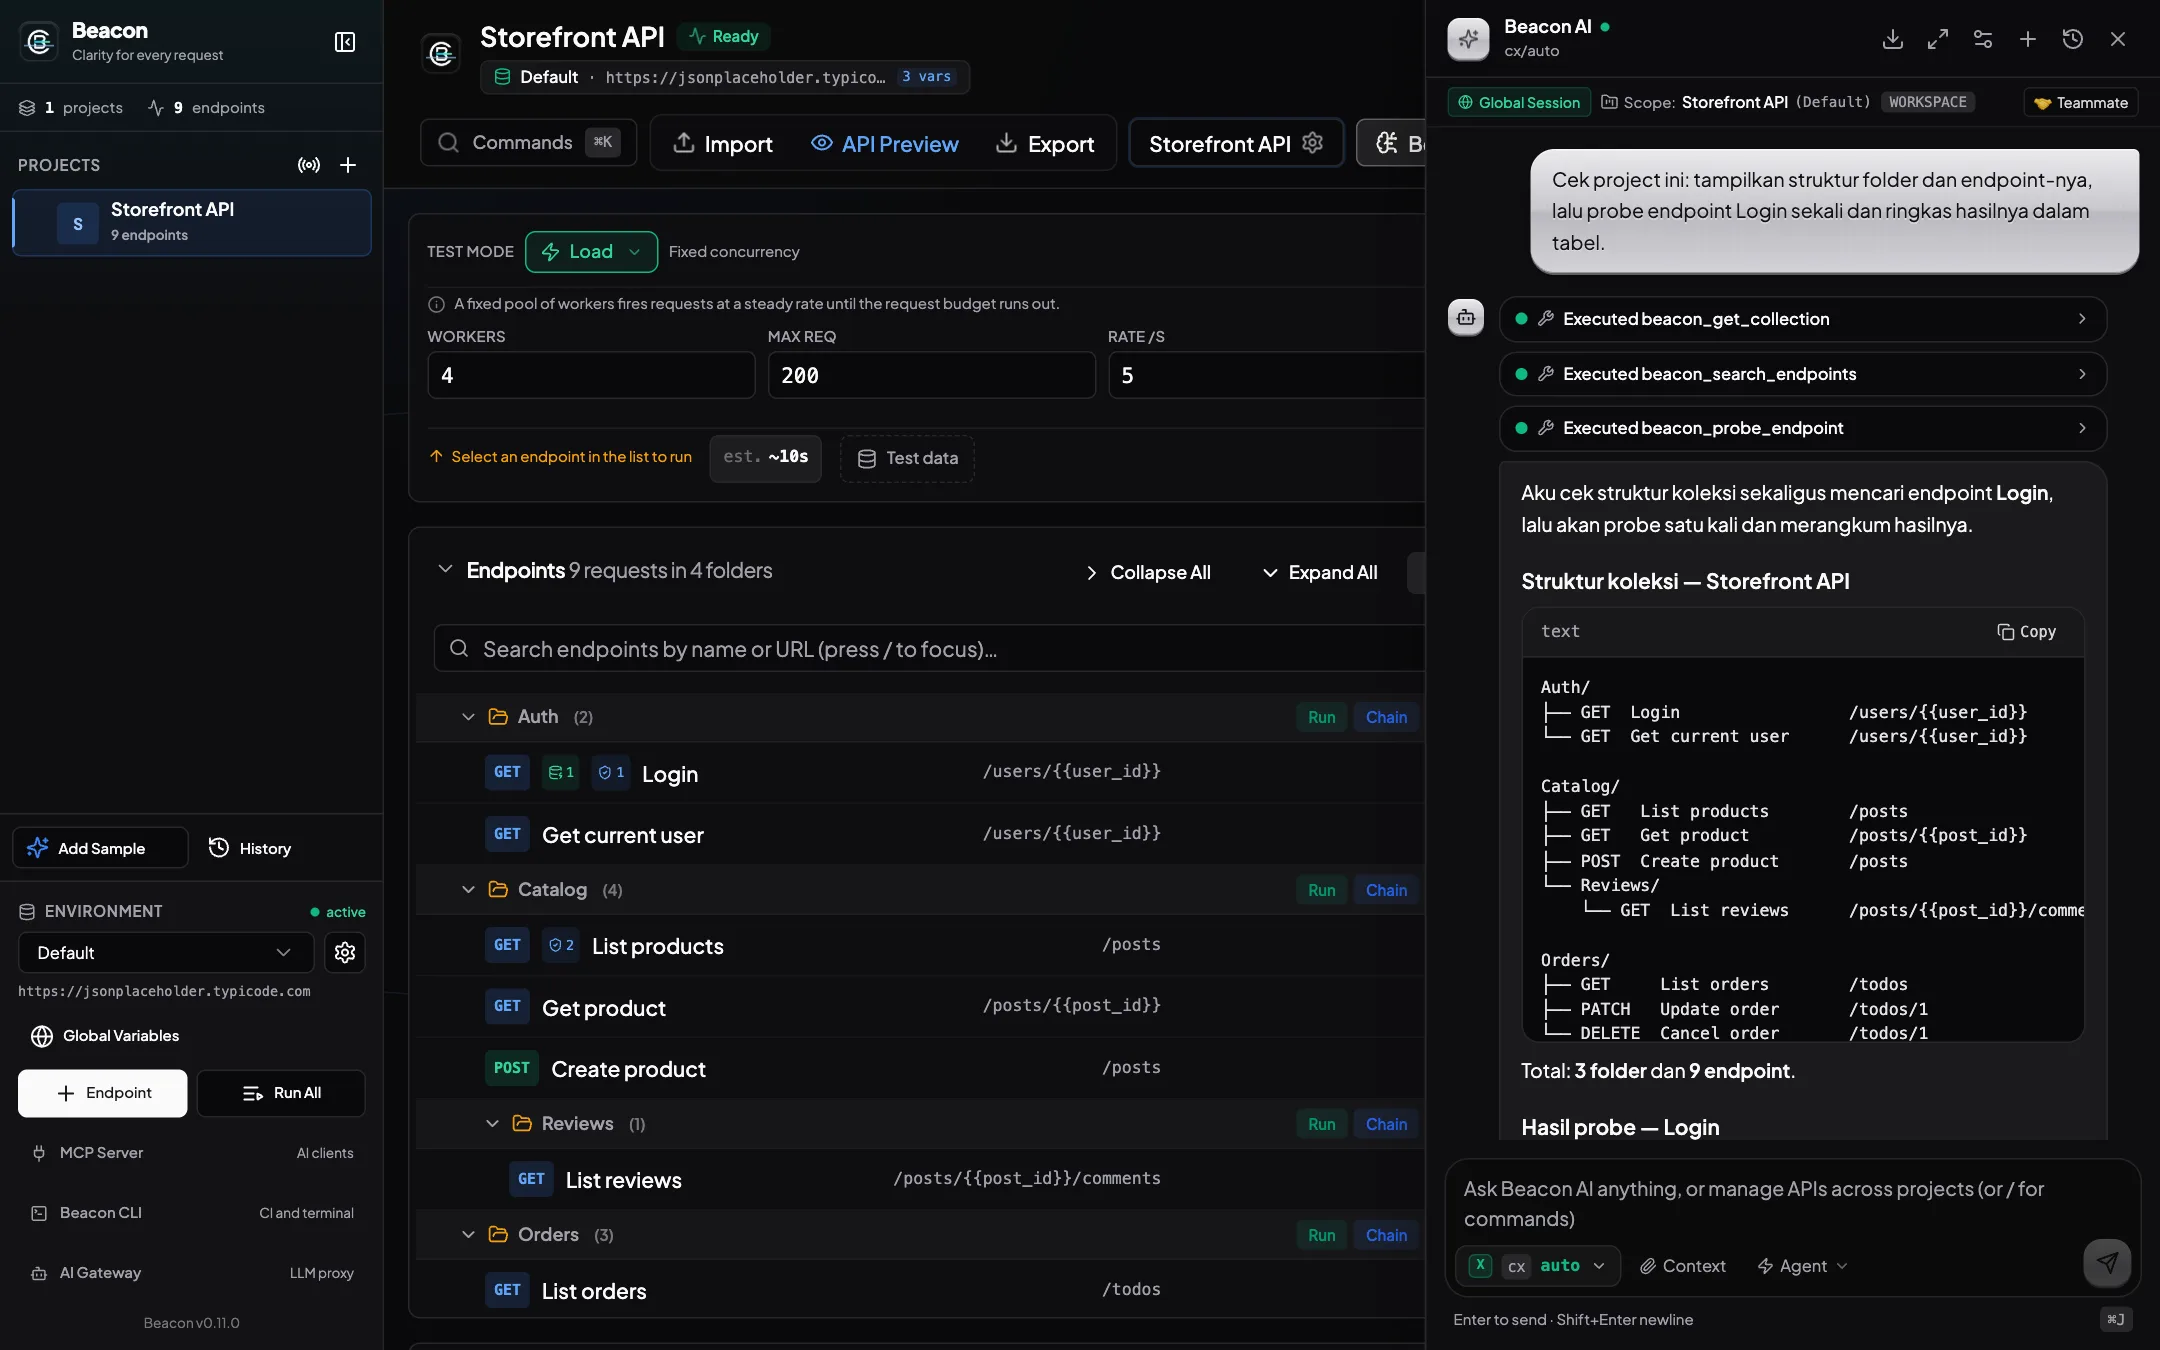 Beacon
Clarity for every request
1 projects
9 endpoints
PROJECTS
S
Storefront API
9 endpoints
Add Sample
History
ENVIRONMENT
active
Default
https://jsonplaceholder.typicode.com
Global Variables
Endpoint
Run All
MCP Server
AI clients
Beacon CLI
CI and terminal
AI Gateway
LLM proxy
Beacon v0.11.0
Storefront API
Ready
Default · https://jsonplaceholder.typico… 3 vars
Commands ⌘K
Import
API Preview
Export
Storefront API
TEST MODE
Load
Fixed concurrency
A fixed pool of workers fires requests at a steady rate until the request budget runs out.
WORKERS
MAX REQ
RATE /S
4
200
5
Select an endpoint in the list to run
est. ~10s
Test data
Endpoints 9 requests in 4 folders
Collapse All
Expand All
Search endpoints by name or URL (press / to focus)…
Auth (2)
Run
Chain
GET 1 1 Login /users/{{user_id}}
GET Get current user /users/{{user_id}}
Catalog (4)
Run
Chain
GET 2 List products /posts
GET Get product /posts/{{post_id}}
POST Create product /posts
Reviews (1)
Run
Chain
GET List reviews /posts/{{post_id}}/comments
Orders (3)
Run
Chain
GET List orders /todos
Beacon AI
cx/auto
Global Session
Scope: Storefront API (Default) WORKSPACE
Teammate
Cek project ini: tampilkan struktur folder dan endpoint-nya,
lalu probe endpoint Login sekali dan ringkas hasilnya dalam
tabel.
Executed beacon_get_collection
Executed beacon_search_endpoints
Executed beacon_probe_endpoint
Aku cek struktur koleksi sekaligus mencari endpoint Login,
lalu akan probe satu kali dan merangkum hasilnya.
Struktur koleksi — Storefront API
text
Copy
Auth/
├── GET Login /users/{{user_id}}
└── GET Get current user /users/{{user_id}}
Catalog/
├── GET List products /posts
├── GET Get product /posts/{{post_id}}
├── POST Create product /posts
└── Reviews/
└── GET List reviews /posts/{{post_id}}/comme
Orders/
├── GET List orders /todos
├── PATCH Update order /todos/1
└── DELETE Cancel order /todos/1
Total: 3 folder dan 9 endpoint.
Hasil probe — Login
Ask Beacon AI anything, or manage APIs across projects (or / for
commands)
X cx auto
Context
Agent
Enter to send · Shift+Enter newline
⌘J